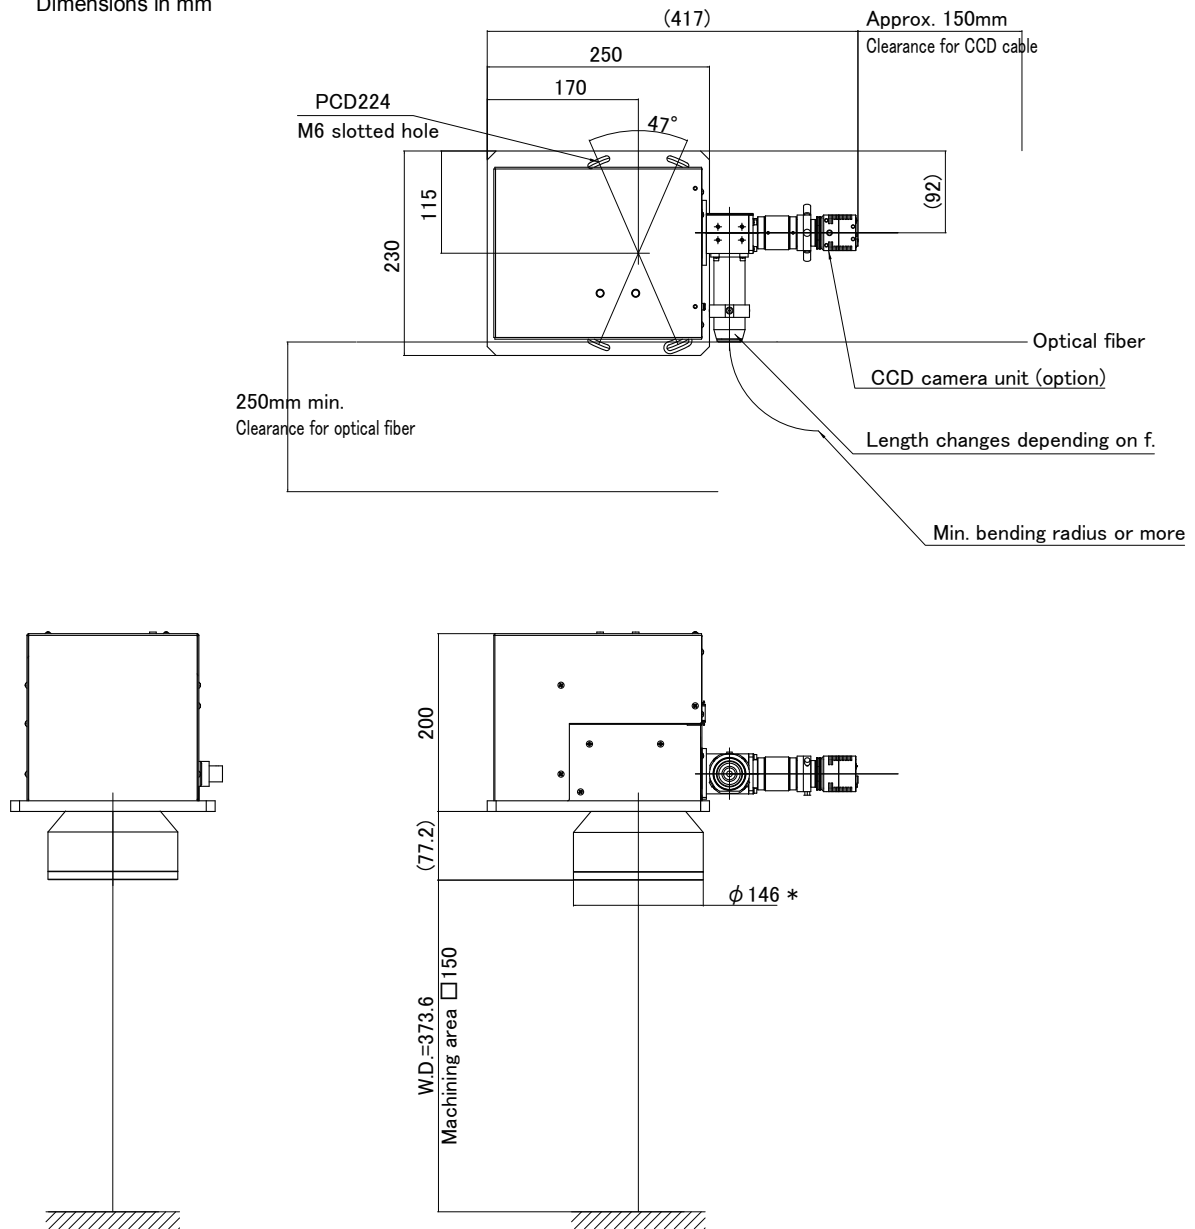 Dimensions in mm
(417)
Approx. 150mm
Clearance for CCD cable
250
170
PCD224
M6 slotted hole
47°
115
230
(92)
Optical fiber
CCD camera unit (option)
250mm min.
Clearance for optical fiber
Length changes depending on f.
Min. bending radius or more
200
(77.2)
φ146 *
W.D.=373.6
Machining area □150